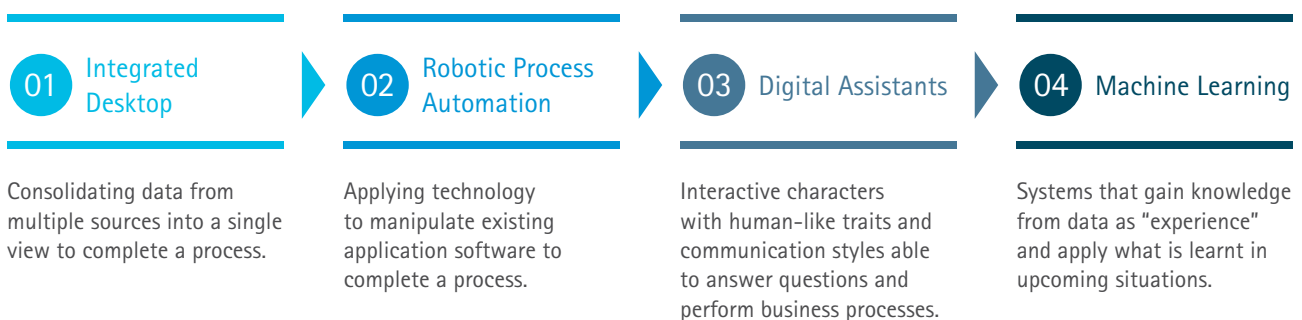 01
Integrated
Desktop
Consolidating data from
multiple sources into a single
view to complete a process.
02
Robotic Process
Automation
Applying technology
to manipulate existing
application software to
complete a process.
03
Digital Assistants
Interactive characters
with human-like traits and
communication styles able
to answer questions and
perform business processes.
04
Machine Learning
Systems that gain knowledge
from data as “experience”
and apply what is learnt in
upcoming situations.